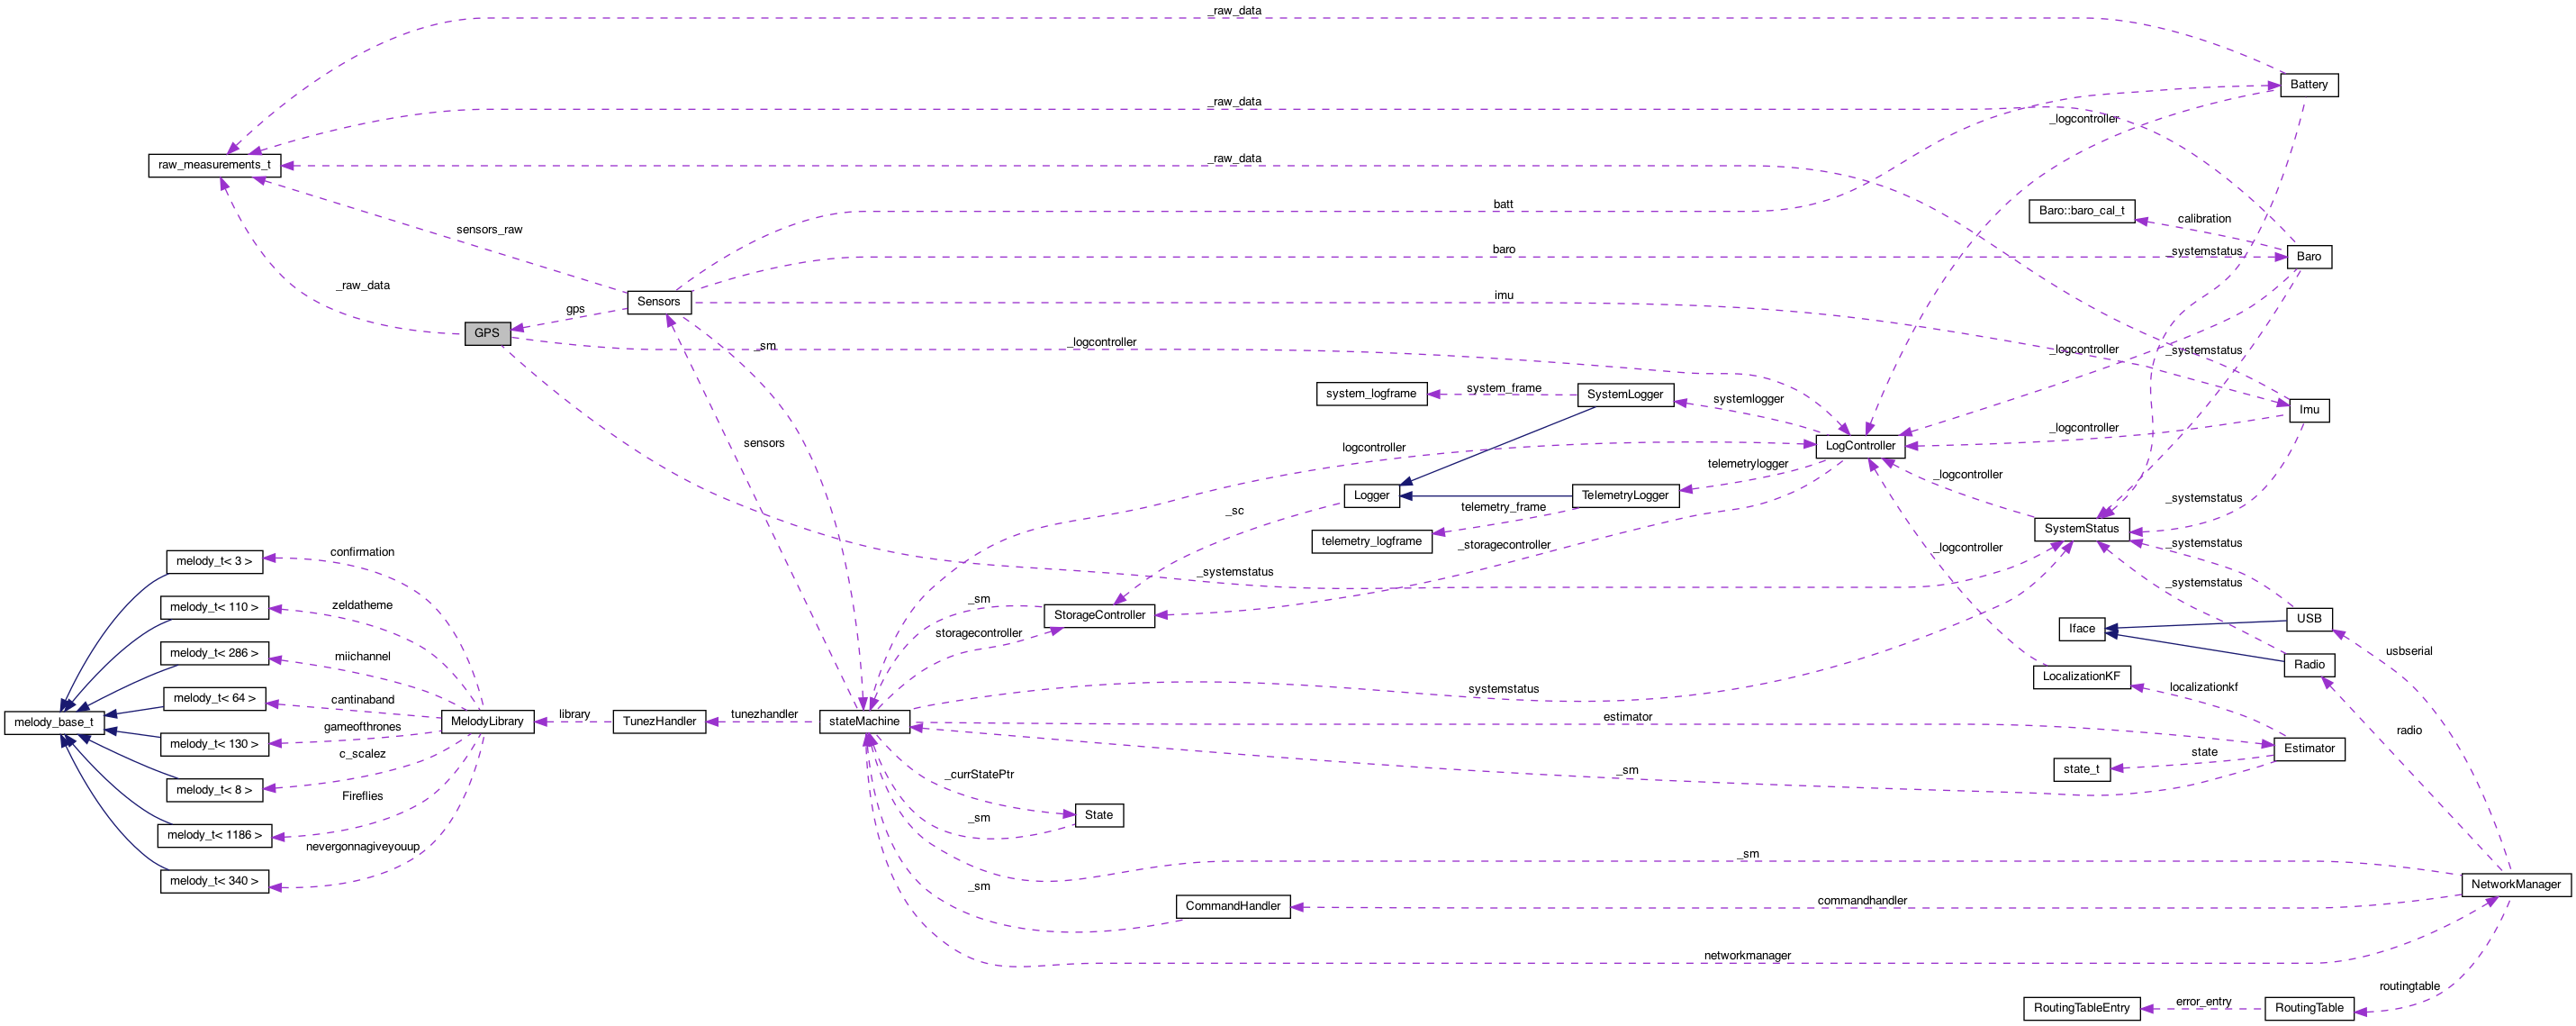 _raw_data
Battery
_raw_data
_logcontroller
_raw_data
raw_measurements_t
batt
Baro::baro_cal_t
calibration
sensors_raw
baro
_systemstatus
Baro
_raw_data
Sensors
imu
gps
GPS
_sm
_logcontroller
_logcontroller
_systemstatus
system_logframe
system_frame
SystemLogger
systemlogger
Imu
_logcontroller
sensors
logcontroller
LogController
telemetrylogger
_logcontroller
Logger
TelemetryLogger
_systemstatus
_sc
telemetry_frame
SystemStatus
telemetry_logframe
_storagecontroller
_logcontroller
_systemstatus
confirmation
melody_t< 3 >
_systemstatus
_systemstatus
zeldatheme
melody_t< 110 >
_sm
StorageController
USB
storagecontroller
Iface
miichannel
melody_t< 286 >
usbserial
Radio
LocalizationKF
systemstatus
localizationkf
cantinaband
melody_t< 64 >
melody_base_t
gameofthrones
MelodyLibrary
library
TunezHandler
tunezhandler
stateMachine
estimator
radio
melody_t< 130 >
c_scalez
Estimator
state
state_t
_sm
_currStatePtr
melody_t< 8 >
Fireflies
State
_sm
melody_t< 1186 >
nevergonnagiveyouup
_sm
melody_t< 340 >
_sm
NetworkManager
CommandHandler
commandhandler
networkmanager
routingtable
RoutingTableEntry
error_entry
RoutingTable